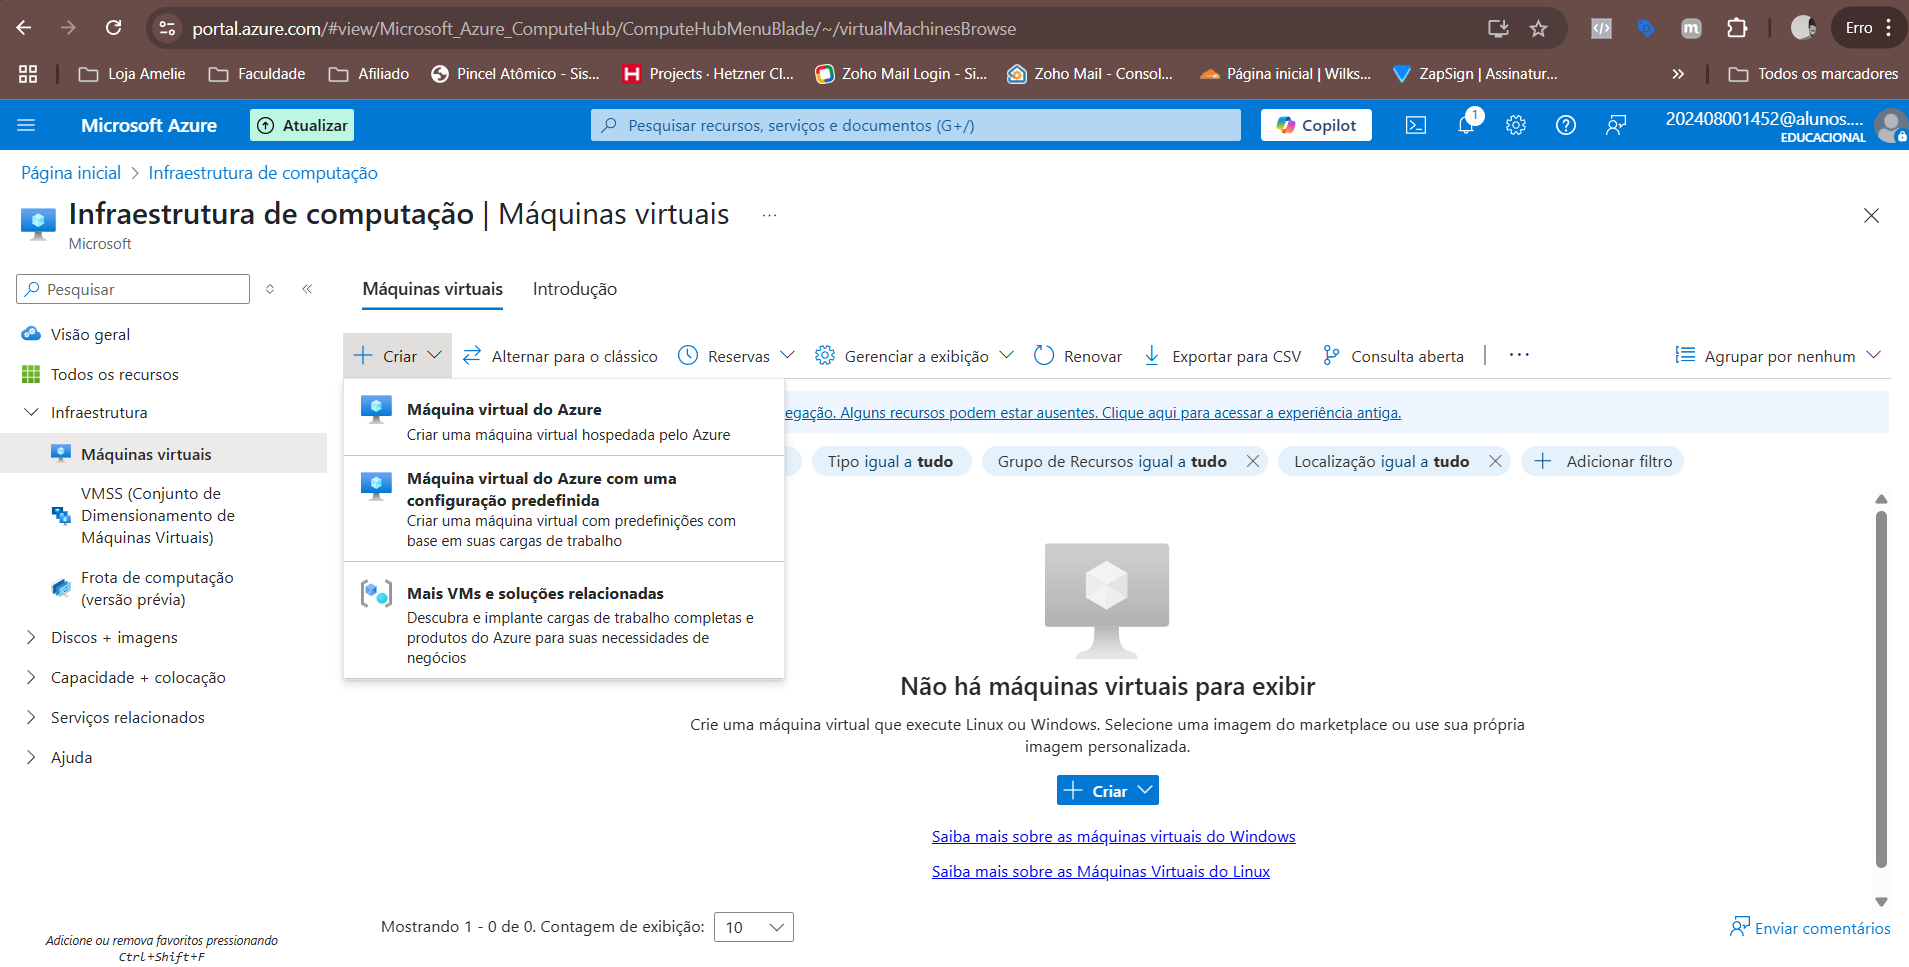 portal.azure.com/#view/Microsoft_Azure_ComputeHub/ComputeHubMenuBlade/~/virtualMachinesBrowse
Erro
Loja Amelie
Faculdade
Afiliado
Pincel Atômico - Sis...
Projects · Hetzner Cl...
Zoho Mail Login - Si...
Zoho Mail - Consol...
Página inicial | Wilks...
ZapSign | Assinatur...
»
Todos os marcadores
Microsoft Azure
Atualizar
Pesquisar recursos, serviços e documentos (G+/)
Copilot
1
202408001452@alunos....
EDUCACIONAL
Página inicial > Infraestrutura de computação
Infraestrutura de computação | Máquinas virtuais ...
Microsoft
Pesquisar
Visão geral
Todos os recursos
Infraestrutura
Máquinas virtuais
VMSS (Conjunto de
Dimensionamento de
Máquinas Virtuais)
Frota de computação
(versão prévia)
Discos + imagens
Capacidade + colocação
Serviços relacionados
Ajuda
Adicione ou remova favoritos pressionando
Ctrl+Shift+F
Máquinas virtuais
Introdução
Criar
Alternar para o clássico
Reservas
Gerenciar a exibição
Renovar
Exportar para CSV
Consulta aberta
Agrupar por nenhum
Máquina virtual do Azure
Criar uma máquina virtual hospedada pelo Azure
Máquina virtual do Azure com uma
configuração predefinida
Criar uma máquina virtual com predefinições com
base em suas cargas de trabalho
Mais VMs e soluções relacionadas
Descubra e implante cargas de trabalho completas e
produtos do Azure para suas necessidades de
negócios
egação. Alguns recursos podem estar ausentes. Clique aqui para acessar a experiência antiga.
Tipo igual a tudo
Grupo de Recursos igual a tudo
Localização igual a tudo
Adicionar filtro
Não há máquinas virtuais para exibir
Crie uma máquina virtual que execute Linux ou Windows. Selecione uma imagem do marketplace ou use sua própria
imagem personalizada.
Criar
Saiba mais sobre as máquinas virtuais do Windows
Saiba mais sobre as Máquinas Virtuais do Linux
Mostrando 1 - 0 de 0. Contagem de exibição: 10
Enviar comentários